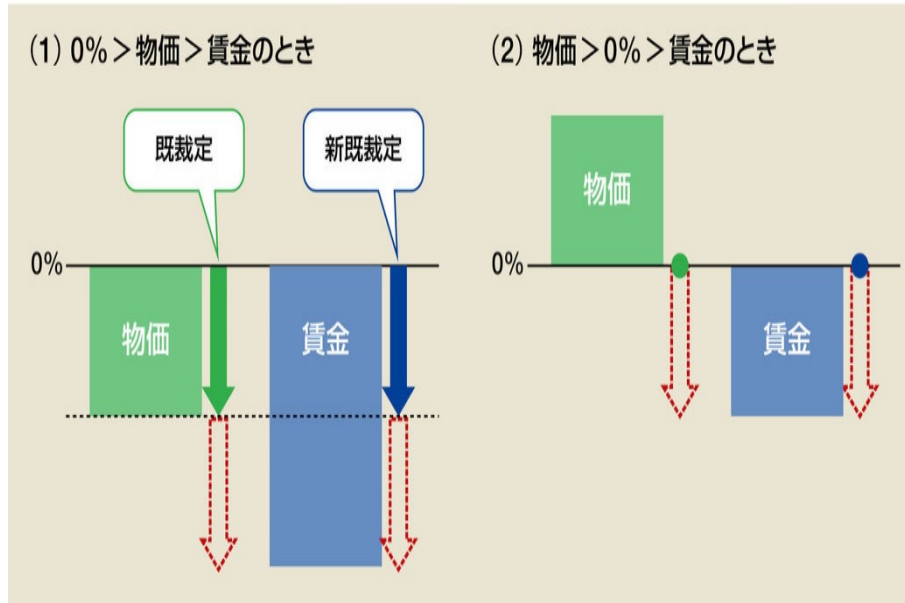 (1) 0%>物価>賃金のとき
既裁定
新既裁定
0%
物価
賃金
(2) 物価>0%>賃金のとき
物価
0%
賃金